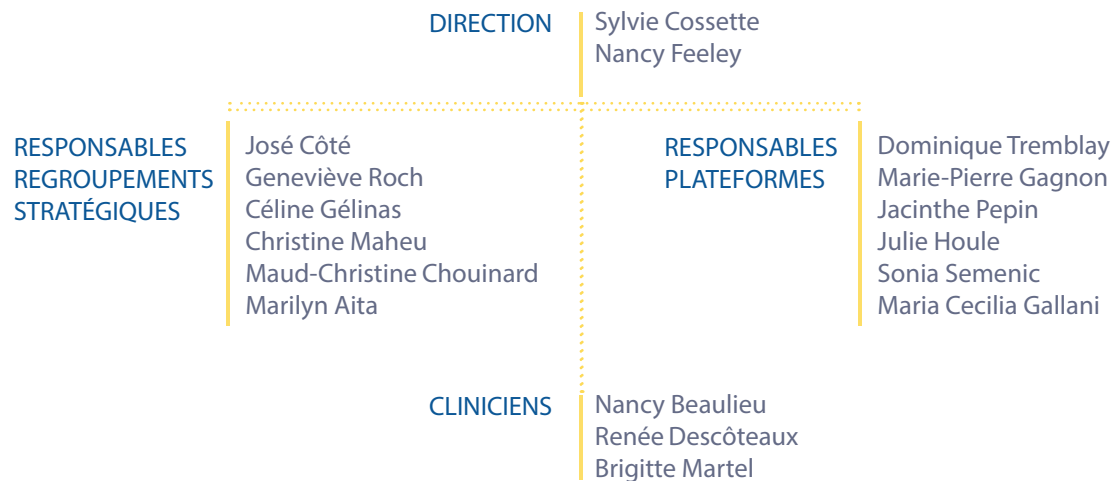 DIRECTION
Sylvie Cossette
Nancy Feeley
RESPONSABLES
REGROUPEMENTS
STRATÉGIQUES
José Côté
Geneviève Roch
Céline Gélinas
Christine Maheu
Maud-Christine Chouinard
Marilyn Aita
RESPONSABLES
PLATEFORMES
Dominique Tremblay
Marie-Pierre Gagnon
Jacinthe Pepin
Julie Houle
Sonia Semenic
Maria Cecilia Gallani
CLINICIENS
Nancy Beaulieu
Renée Descôteaux
Brigitte Martel